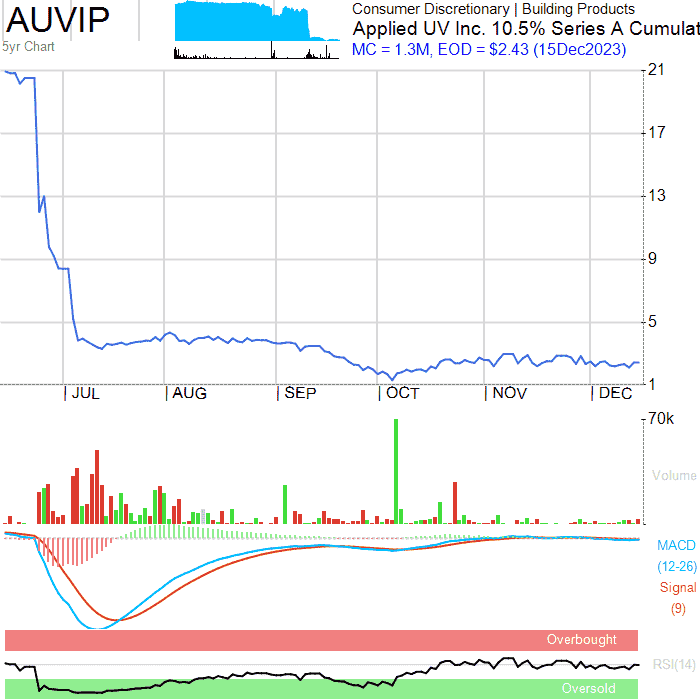 AUVIP
5yr Chart
Consumer Discretionary | Building Products
Applied UV Inc. 10.5% Series A Cumulat
MC = 1.3M, EOD = $2.43 (15Dec2023)
21
17
13
9
5
1
JUL AUG SEP OCT NOV DEC
70k
Volume
MACD
(12-26)
Signal
(9)
Overbought
RSI(14)
Oversold